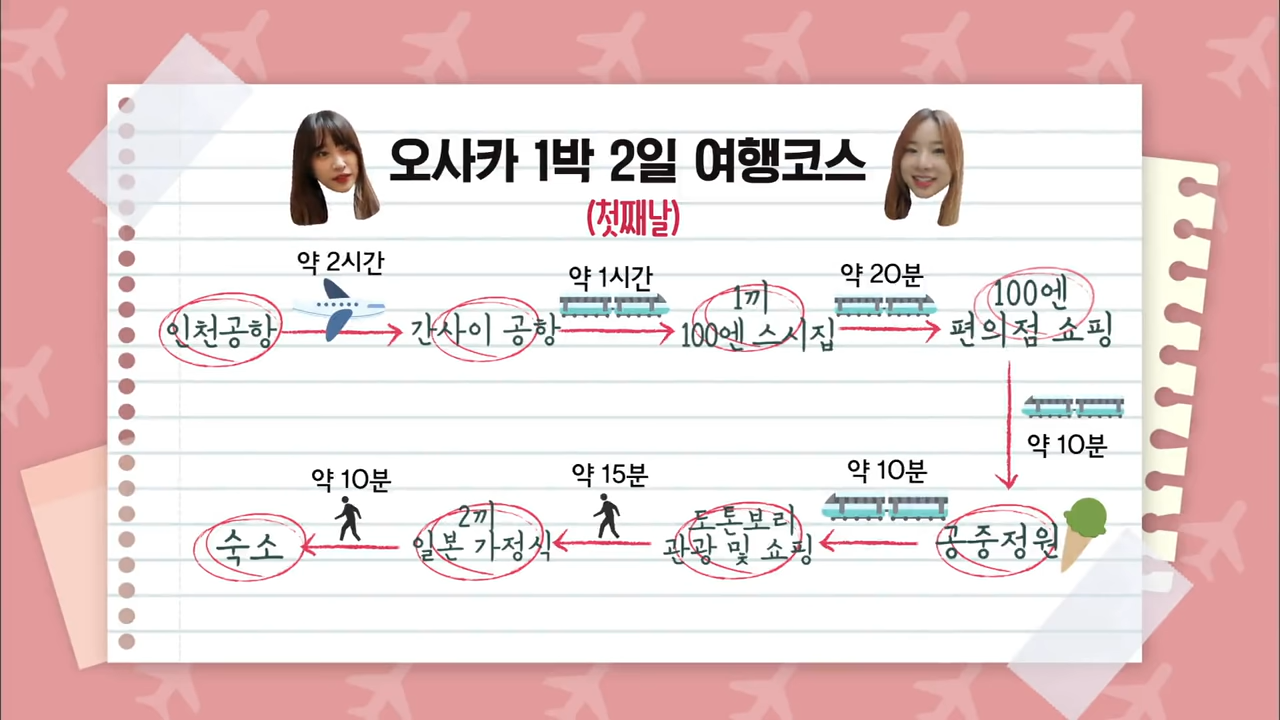 오사카 1박 2일 여행코스
(첫째날)
약 2시간
약 1시간
약 20분
인천공항
간사이 공항
1끼
100엔 스시집
100엔
편의점 쇼핑
약 10분
약 10분
약 15분
약 10분
공중정원
도톤보리
관광 및 쇼핑
2끼
일본 가정식
숙소